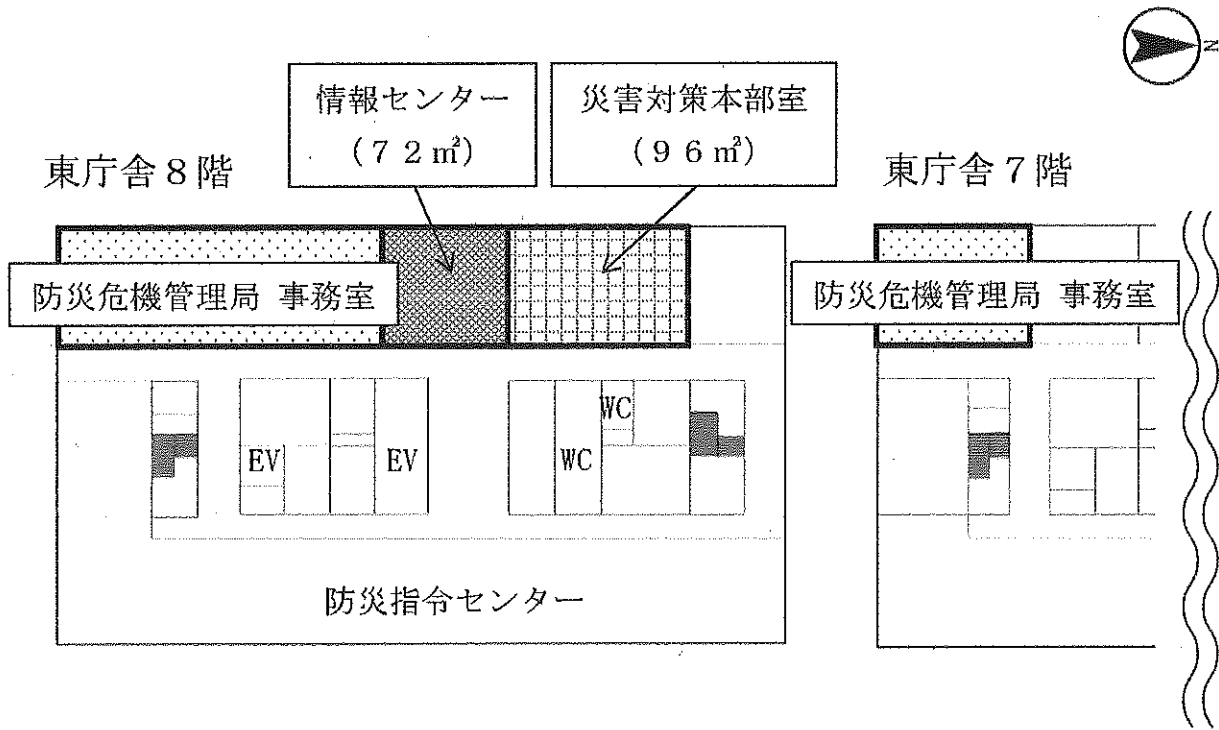 N
情報センター
(72㎡)
災害対策本部室
(96㎡)
東庁舎8階
東庁舎7階
防災危機管理局 事務室
防災危機管理局 事務室
WC
EV
EV
WC
防災指令センター